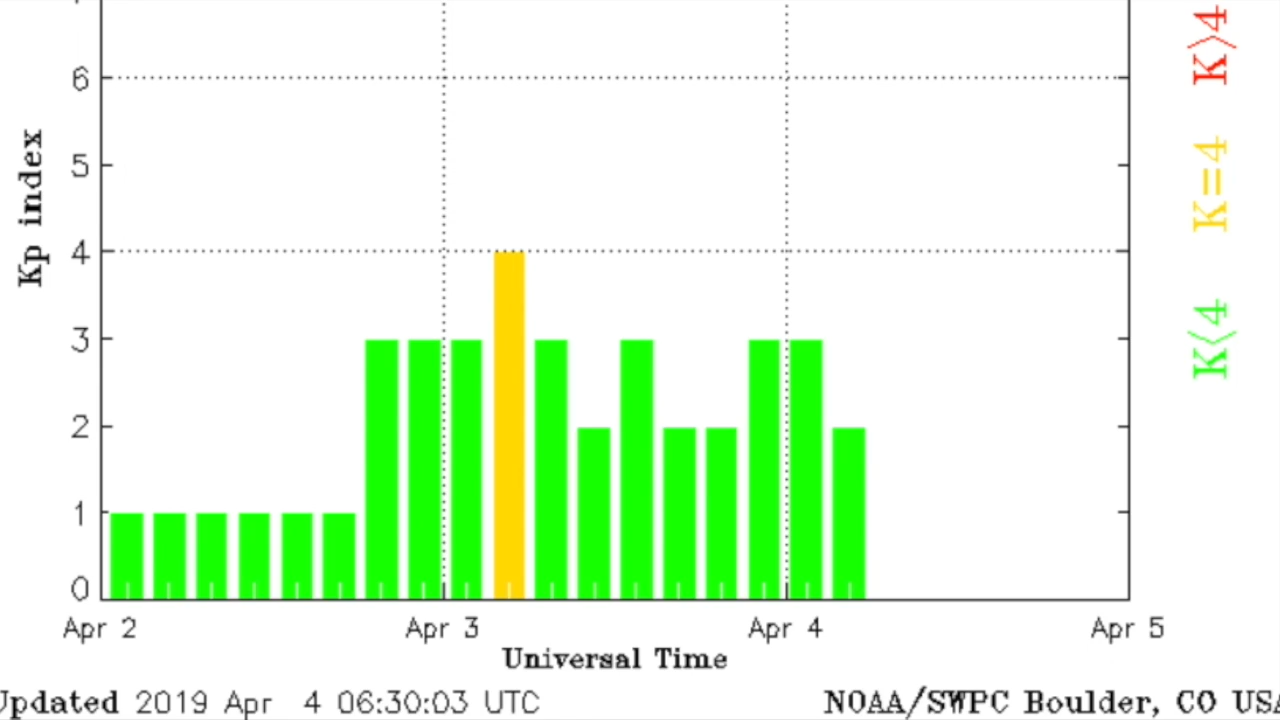 6
5
4
3
2
1
0
Kp index
Apr 2 Apr 3 Apr 4 Apr 5
Universal Time
Updated 2019 Apr 4 06:30:03 UTC
NOAA/SWPC Boulder, CO USA
K>4
K=4
K<4